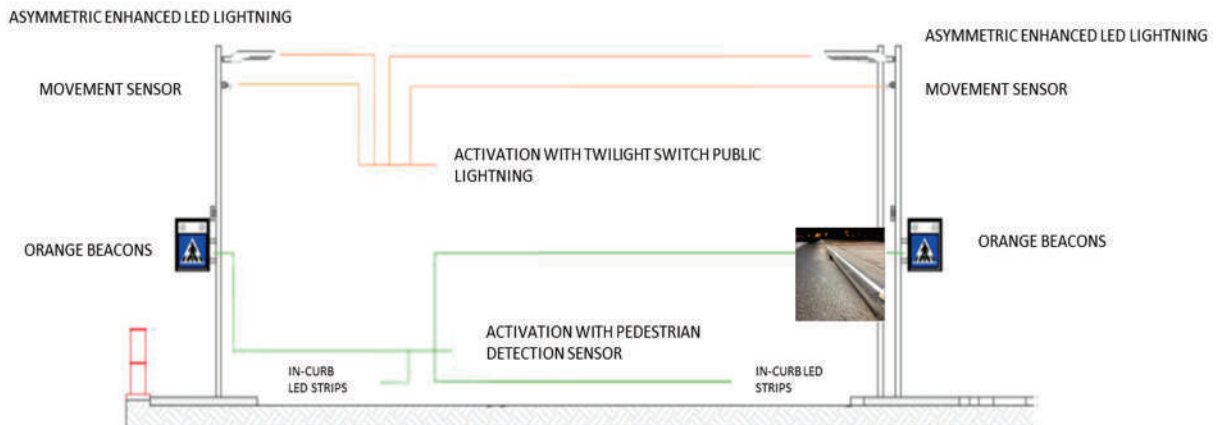 ASYMMETRIC ENHANCED LED LIGHTNING
ASYMMETRIC ENHANCED LED LIGHTNING
MOVEMENT SENSOR
MOVEMENT SENSOR
ACTIVATION WITH TWILIGHT SWITCH PUBLIC
LIGHTNING
ORANGE BEACONS
ORANGE BEACONS
ACTIVATION WITH PEDESTRIAN
DETECTION SENSOR
IN-CURB
LED STRIPS
IN-CURB LED
STRIPS